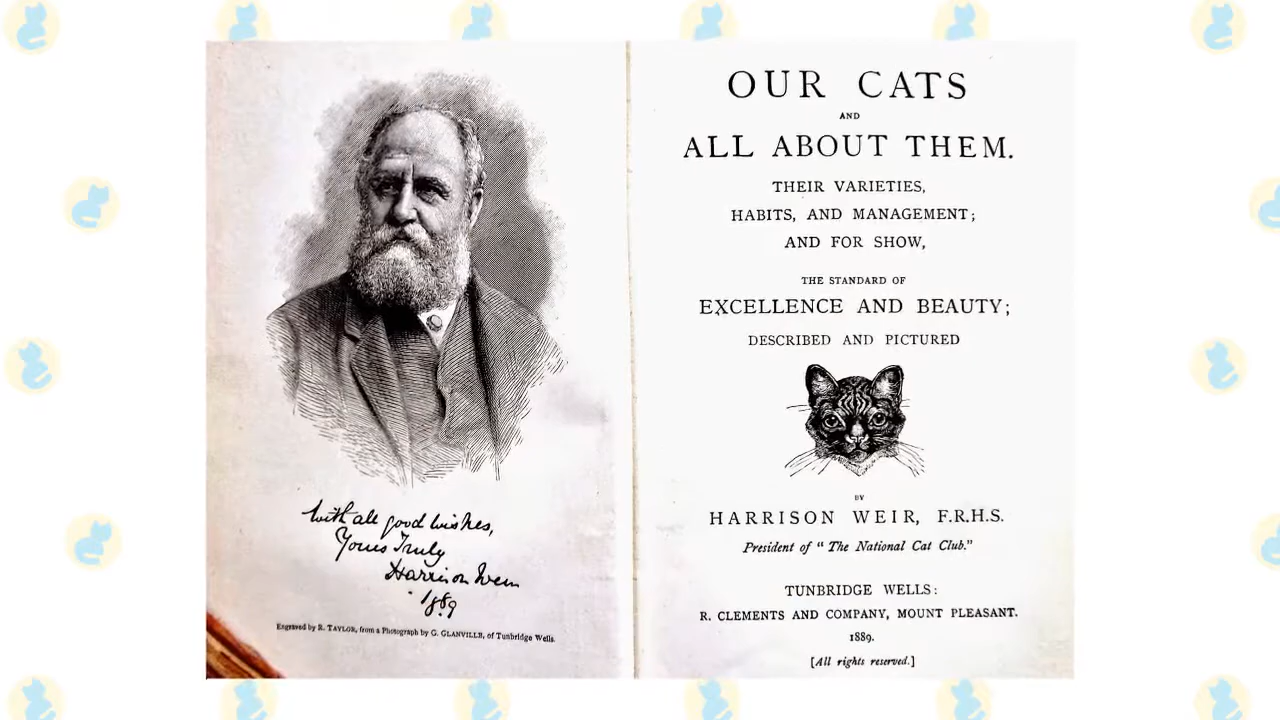 With all good wishes,
Yours Truly
Harrison Weir
1889
Engraved by R. TAYLOR, from a Photograph by G. GLANVILLE, of Tunbridge Wells.
OUR CATS
AND
ALL ABOUT THEM.
THEIR VARIETIES,
HABITS, AND MANAGEMENT;
AND FOR SHOW,
THE STANDARD OF
EXCELLENCE AND BEAUTY;
DESCRIBED AND PICTURED
BY
HARRISON WEIR, F.R.H.S.
President of “The National Cat Club.”
TUNBRIDGE WELLS:
R. CLEMENTS AND COMPANY, MOUNT PLEASANT.
1889.
[All rights reserved.]